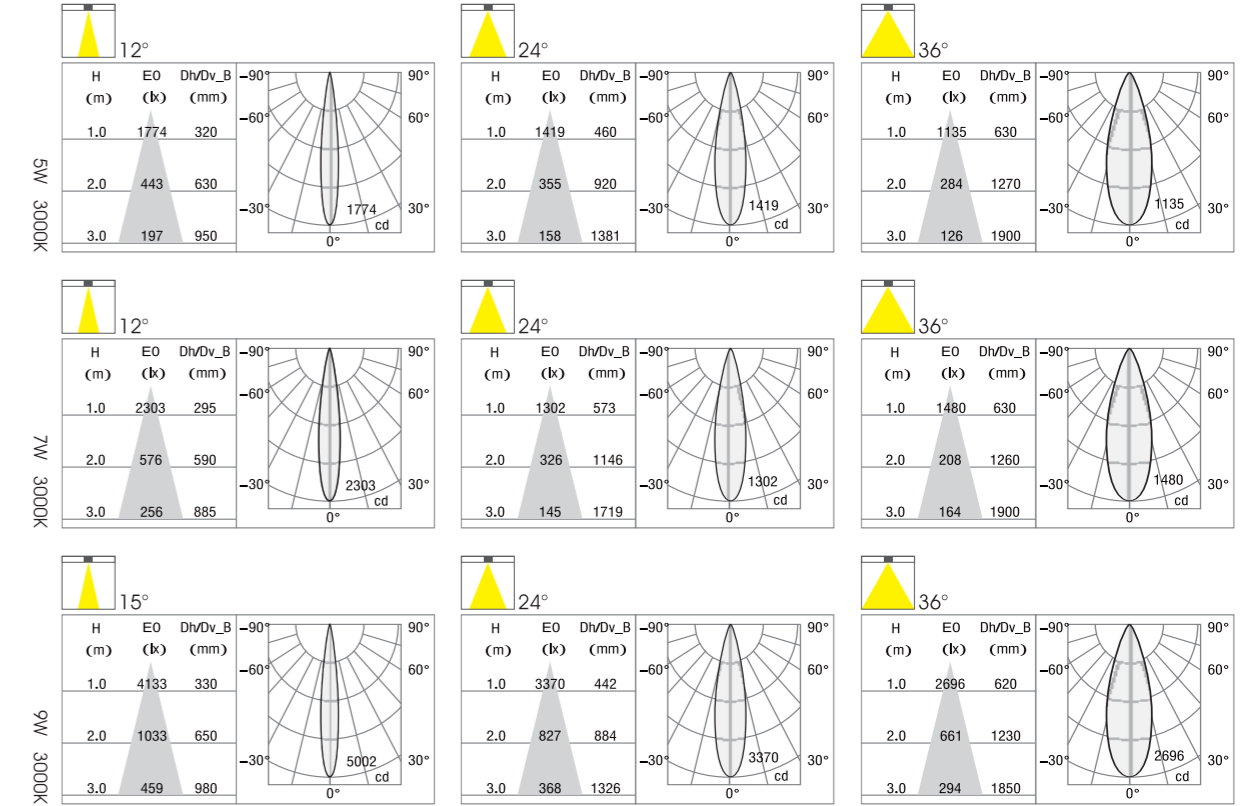 12°
24°
36°
5W 3000K
H E0 Dh/Dv_B
(m) (lx) (mm)
1.0 1774 320
2.0 443 630
3.0 197 950
–90° 90°
–60° 60°
–30° 30°
1774
cd
0°
H E0 Dh/Dv_B
(m) (lx) (mm)
1.0 1419 460
2.0 355 920
3.0 158 1381
–90° 90°
–60° 60°
–30° 30°
1419
cd
0°
H E0 Dh/Dv_B
(m) (lx) (mm)
1.0 1135 630
2.0 284 1270
3.0 126 1900
–90° 90°
–60° 60°
–30° 30°
1135
cd
0°
12°
24°
36°
7W 3000K
H E0 Dh/Dv_B
(m) (lx) (mm)
1.0 2303 295
2.0 576 590
3.0 256 885
–90° 90°
–60° 60°
–30° 30°
2303
cd
0°
H E0 Dh/Dv_B
(m) (lx) (mm)
1.0 1302 573
2.0 326 1146
3.0 145 1719
–90° 90°
–60° 60°
–30° 30°
1302
cd
0°
H E0 Dh/Dv_B
(m) (lx) (mm)
1.0 1480 630
2.0 208 1260
3.0 164 1900
–90° 90°
–60° 60°
–30° 30°
1480
cd
0°
15°
24°
36°
9W 3000K
H E0 Dh/Dv_B
(m) (lx) (mm)
1.0 4133 330
2.0 1033 650
3.0 459 980
–90° 90°
–60° 60°
–30° 30°
5002
cd
0°
H E0 Dh/Dv_B
(m) (lx) (mm)
1.0 3370 442
2.0 827 884
3.0 368 1326
–90° 90°
–60° 60°
–30° 30°
3370
cd
0°
H E0 Dh/Dv_B
(m) (lx) (mm)
1.0 2696 620
2.0 661 1230
3.0 294 1850
–90° 90°
–60° 60°
–30° 30°
2696
cd
0°